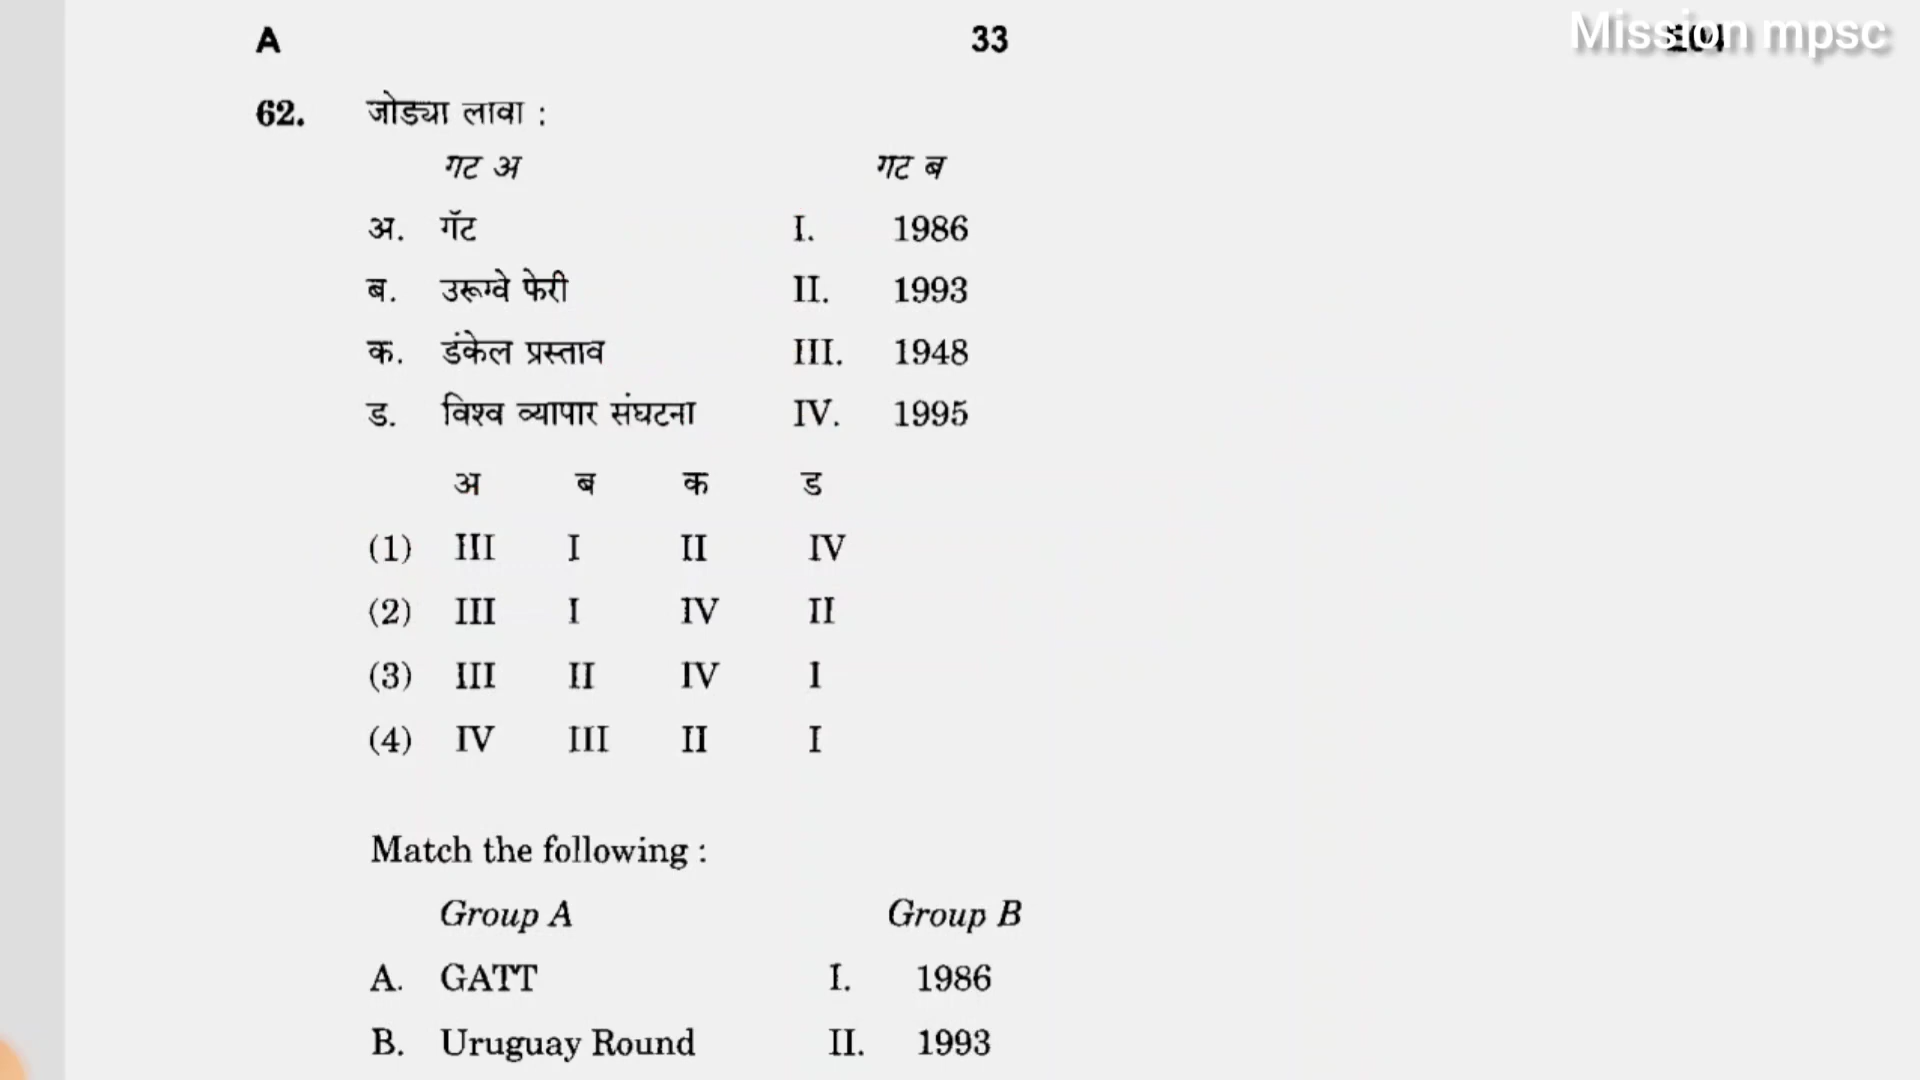 A 33 Mission mpsc
62. जोड्या लावा :
गट अ गट ब
अ. गॅट I. 1986
ब. उरूग्वे फेरी II. 1993
क. डंकेल प्रस्ताव III. 1948
ड. विश्व व्यापार संघटना IV. 1995
अ ब क ड
(1) III I II IV
(2) III I IV II
(3) III II IV I
(4) IV III II I
Match the following :
Group A Group B
A. GATT I. 1986
B. Uruguay Round II. 1993